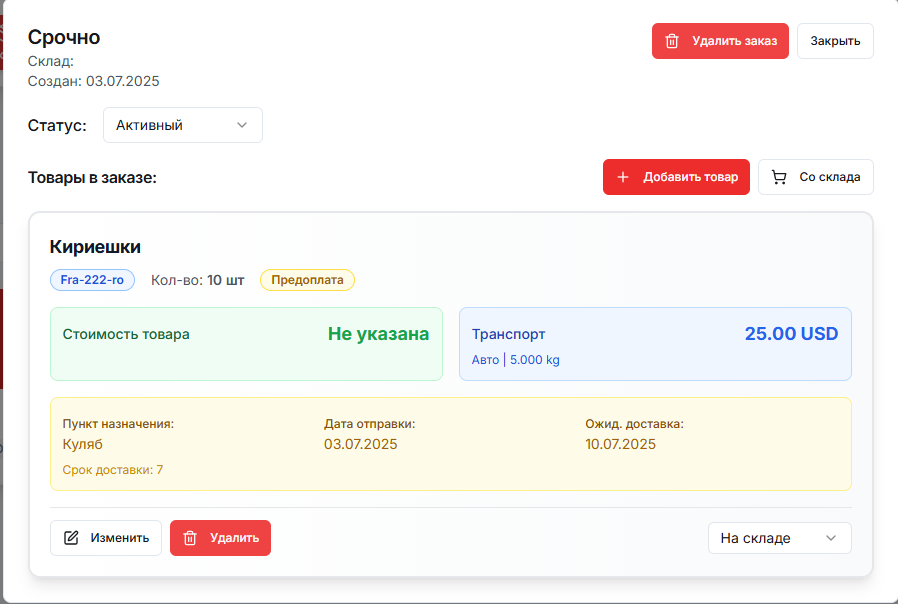 Срочно
Удалить заказ
Закрыть
Склад:
Создан: 03.07.2025
Статус: Активный
Товары в заказе:
Добавить товар
Со склада
Кириешки
Fra-222-ro
Кол-во: 10 шт
Предоплата
Стоимость товара
Не указана
Транспорт
25.00 USD
Авто | 5.000 kg
Пункт назначения:
Куляб
Срок доставки: 7
Дата отправки:
03.07.2025
Ожид. доставка:
10.07.2025
Изменить
Удалить
На складе